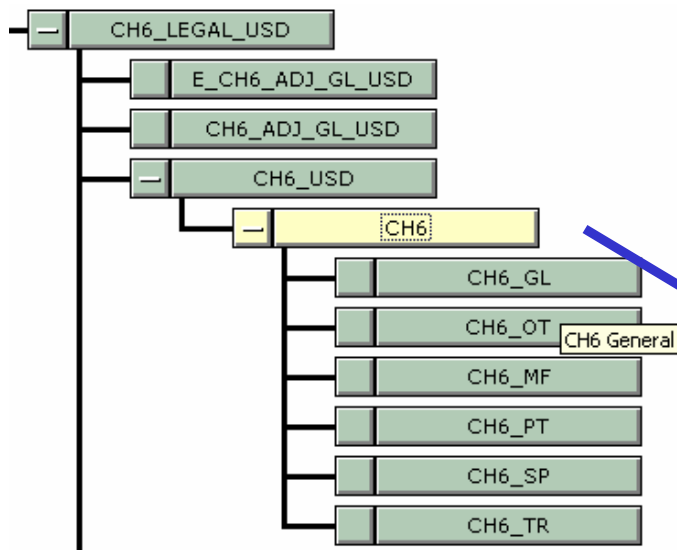 CH6_LEGAL_USD
E_CH6_ADJ_GL_USD
CH6_ADJ_GL_USD
CH6_USD
CH6
CH6_GL
CH6_OT
CH6 General
CH6_MF
CH6_PT
CH6_SP
CH6_TR